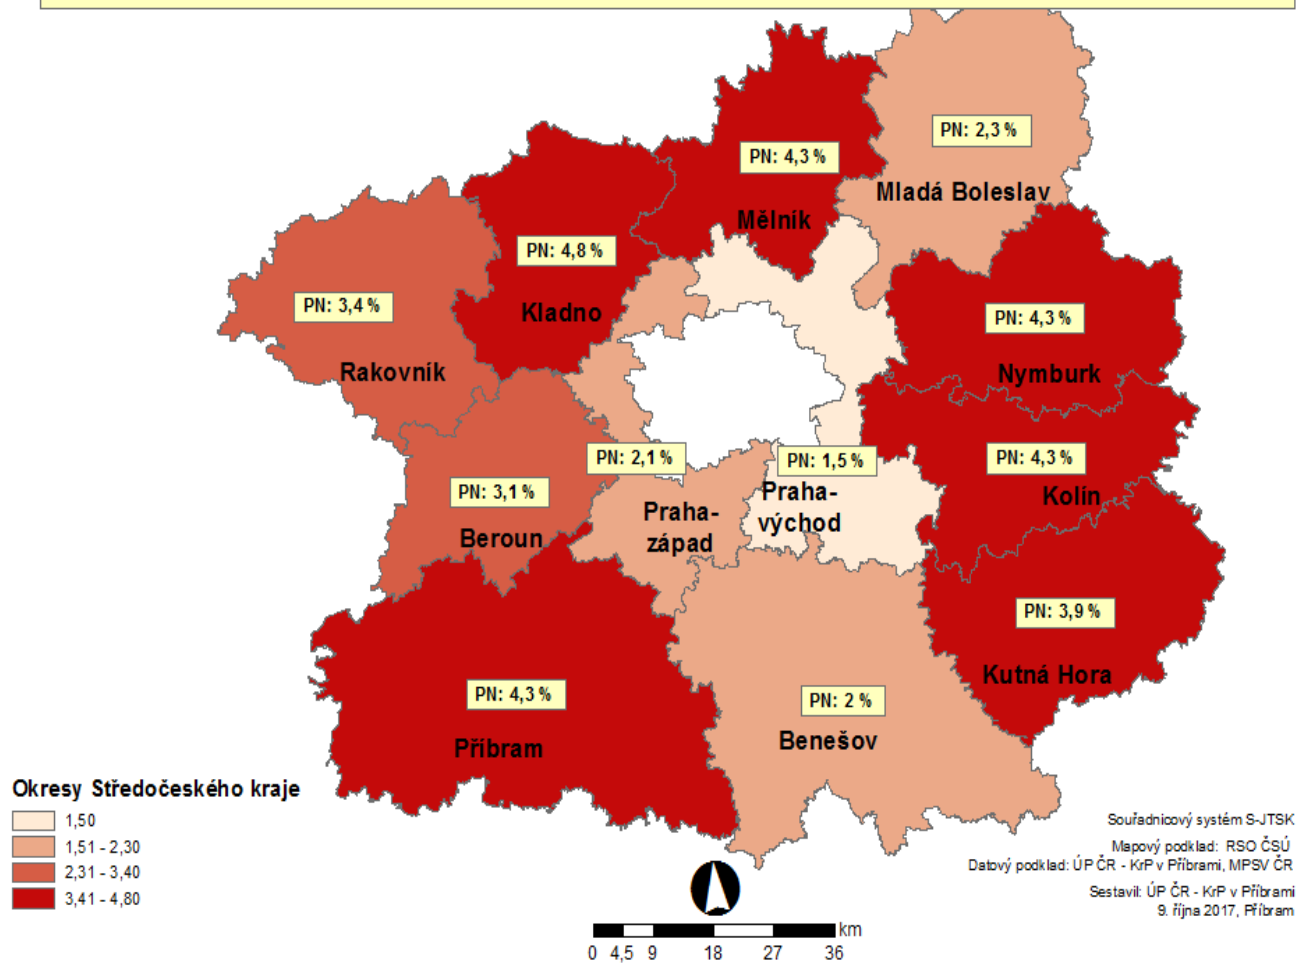 PN: 2,3 %
Mladá Boleslav
PN: 4,3 %
Mělník
PN: 4,8 %
Kladno
PN: 3,4 %
Rakovník
PN: 4,3 %
Nymburk
PN: 2,1 %
Praha-
západ
PN: 1,5 %
Praha-
východ
PN: 4,3 %
Kolín
PN: 3,1 %
Beroun
PN: 3,9 %
Kutná Hora
PN: 4,3 %
Příbram
PN: 2 %
Benešov
Okresy Středočeského kraje
1,50
1,51 - 2,30
2,31 - 3,40
3,41 - 4,80
Souřadnicový systém S-JTSK
Mapový podklad: RSO ČSÚ
Datový podklad: ÚP ČR - KrP v Příbrami, MPSV ČR
Sestavil: ÚP ČR - KrP v Příbrami
9. října 2017, Příbram
km
0 4,5 9 18 27 36